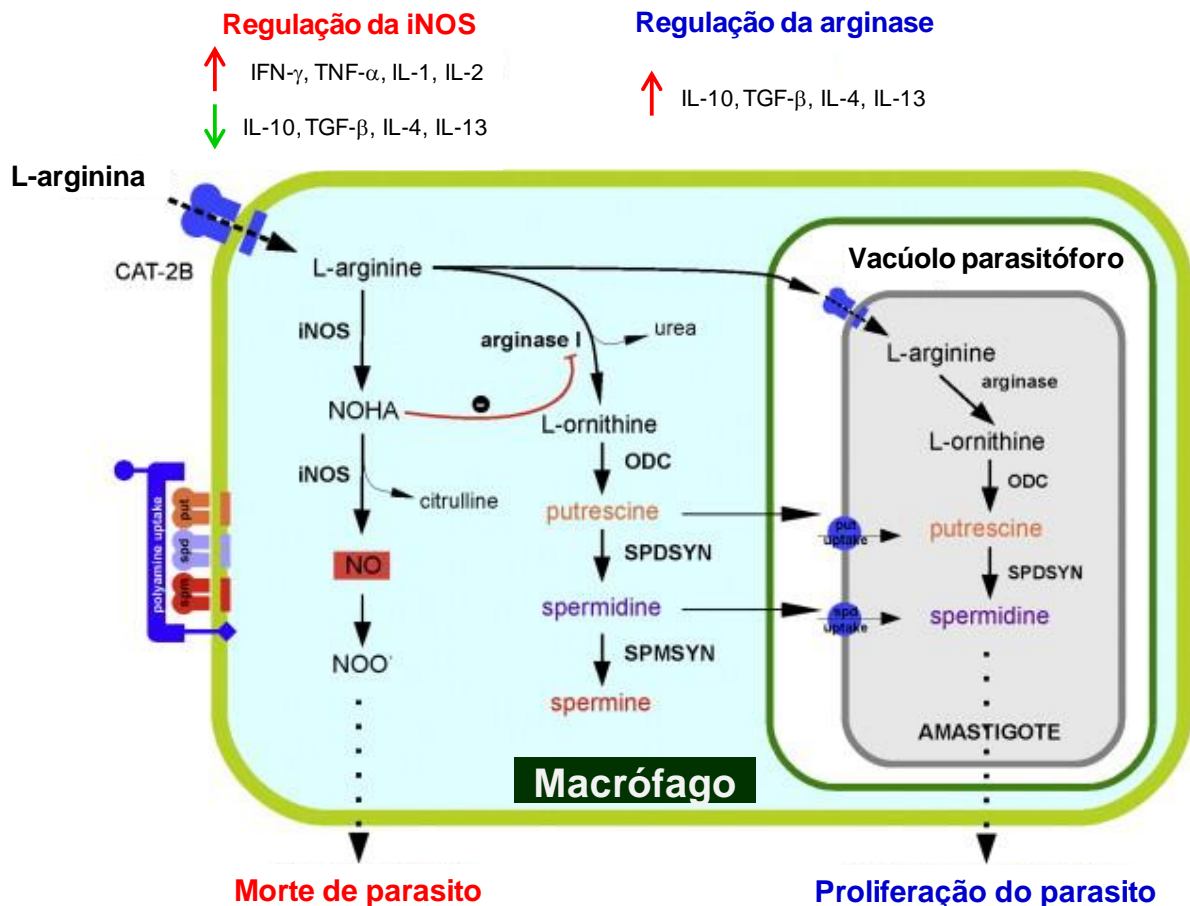 Regulação da iNOS
IFN-γ, TNF-α, IL-1, IL-2
IL-10, TGF-β, IL-4, IL-13
Regulação da arginase
IL-10, TGF-β, IL-4, IL-13
L-arginina
CAT-2B
L-arginine
iNOS
NOHA
iNOS
citrulline
NO
NOO-
arginase I
urea
L-ornithine
ODC
putrescine
SPDSYN
spermidine
SPMSYN
spermine
polyamine uptake
put
spd
spm
Vacúolo parasitóforo
L-arginine
arginase
L-ornithine
ODC
put
uptake
putrescine
SPDSYN
spd
uptake
spermidine
AMASTIGOTE
Macrófago
Morte de parasito
Proliferação do parasito